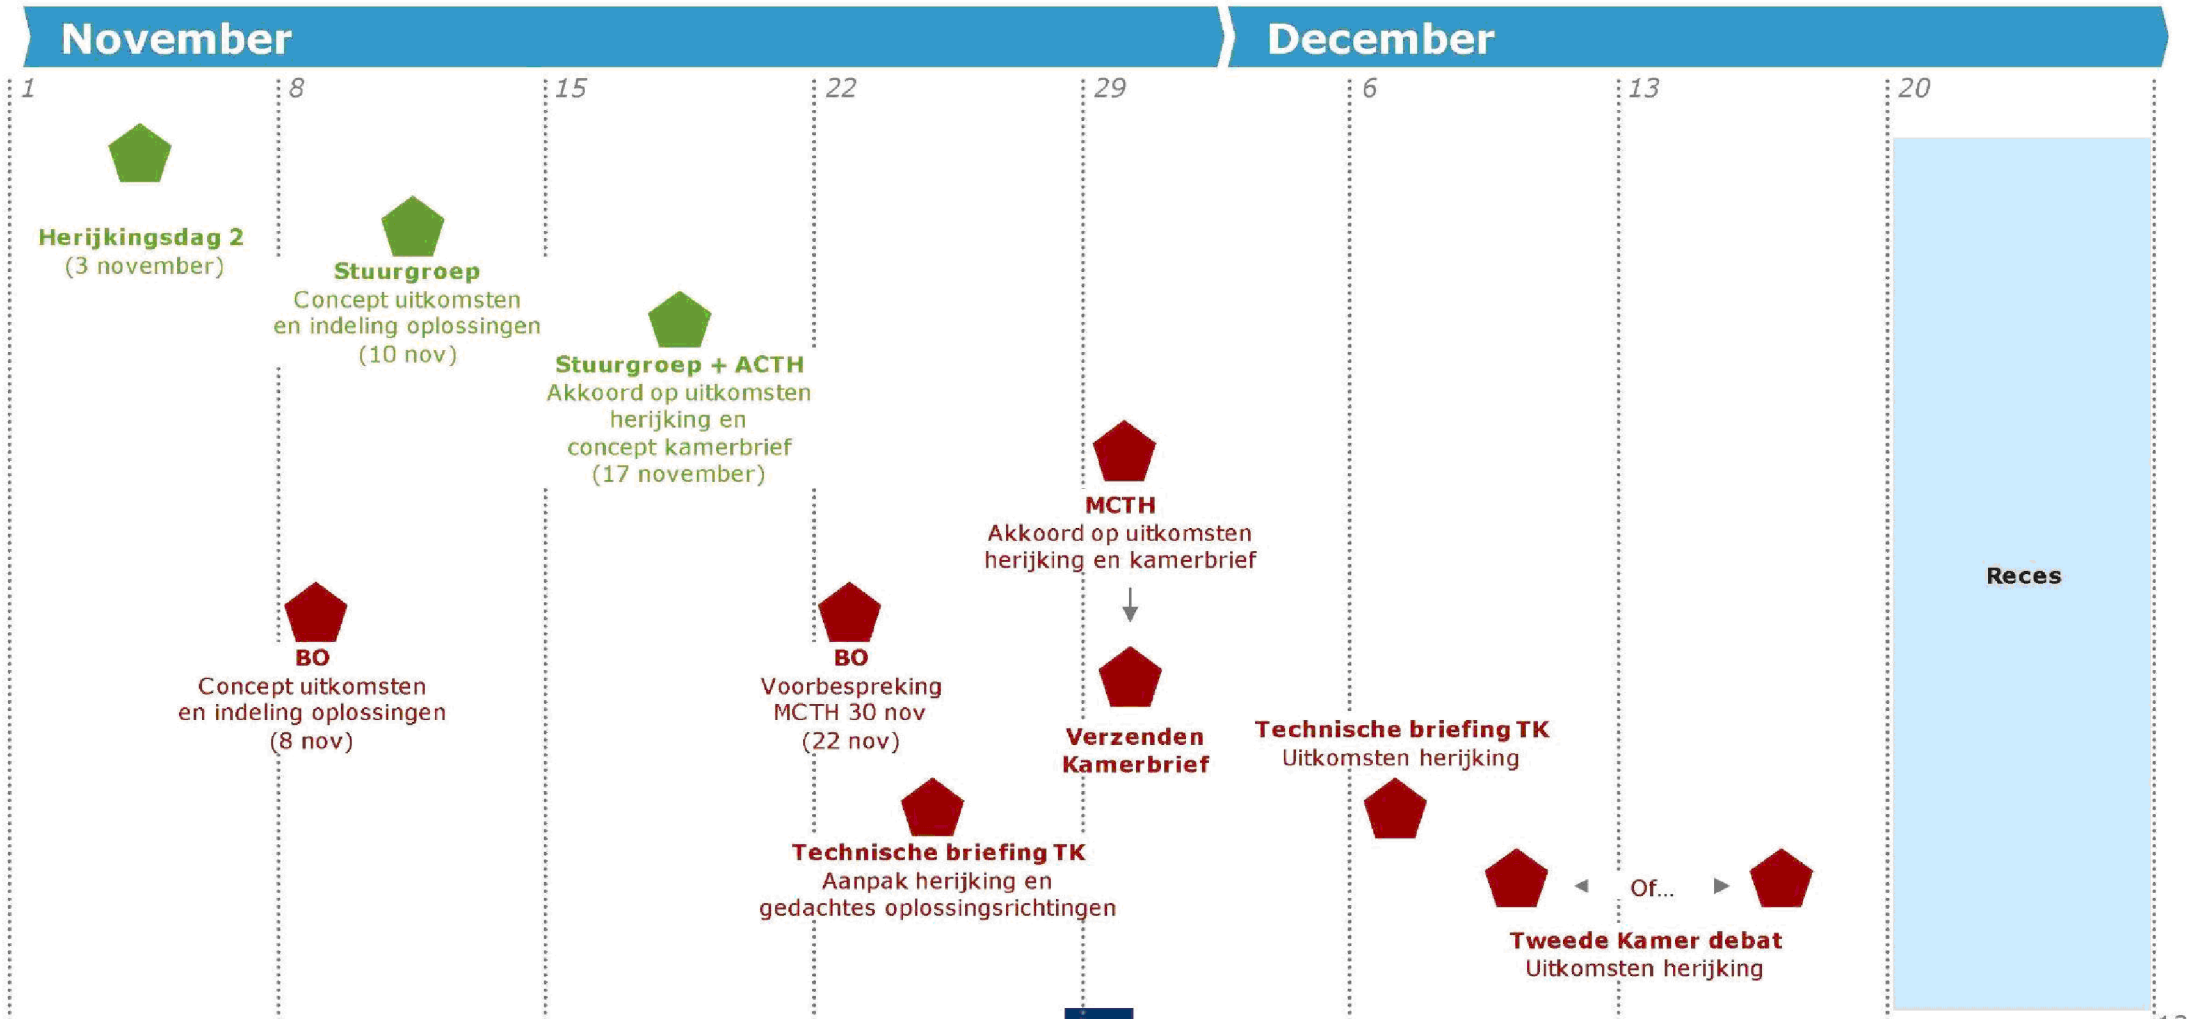 November
December
1
8
15
22
29
6
13
20
Herijkingsdag 2
(3 november)
Stuurgroep
Concept uitkomsten
en indeling oplossingen
(10 nov)
Stuurgroep + ACTH
Akkoord op uitkomsten
herijking en
concept kamerbrief
(17 november)
MCTH
Akkoord op uitkomsten
herijking en kamerbrief
Reces
BO
Concept uitkomsten
en indeling oplossingen
(8 nov)
BO
Voorbespreking
MCTH 30 nov
(22 nov)
Verzenden
Kamerbrief
Technische briefing TK
Uitkomsten herijking
Technische briefing TK
Aanpak herijking en
gedachtes oplossingsrichtingen
Of...
Tweede Kamer debat
Uitkomsten herijking